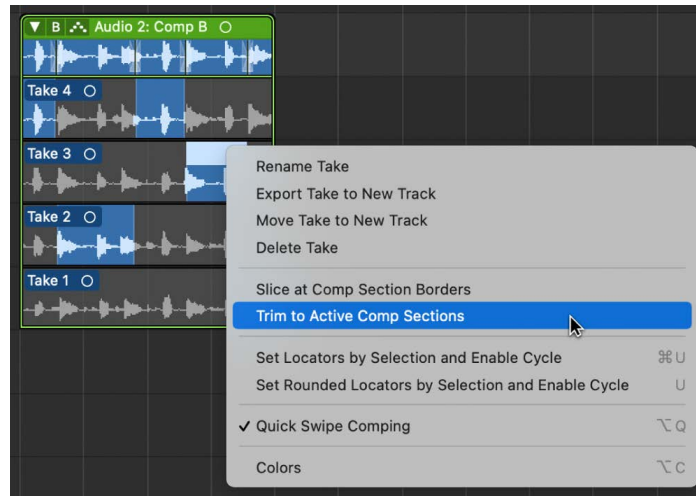 B Audio 2: Comp B
Take 4
Take 3
Take 2
Take 1
Rename Take
Export Take to New Track
Move Take to New Track
Delete Take
Slice at Comp Section Borders
Trim to Active Comp Sections
Set Locators by Selection and Enable Cycle ⌘ U
Set Rounded Locators by Selection and Enable Cycle U
✓ Quick Swipe Comping ⌥ Q
Colors ⌥ C